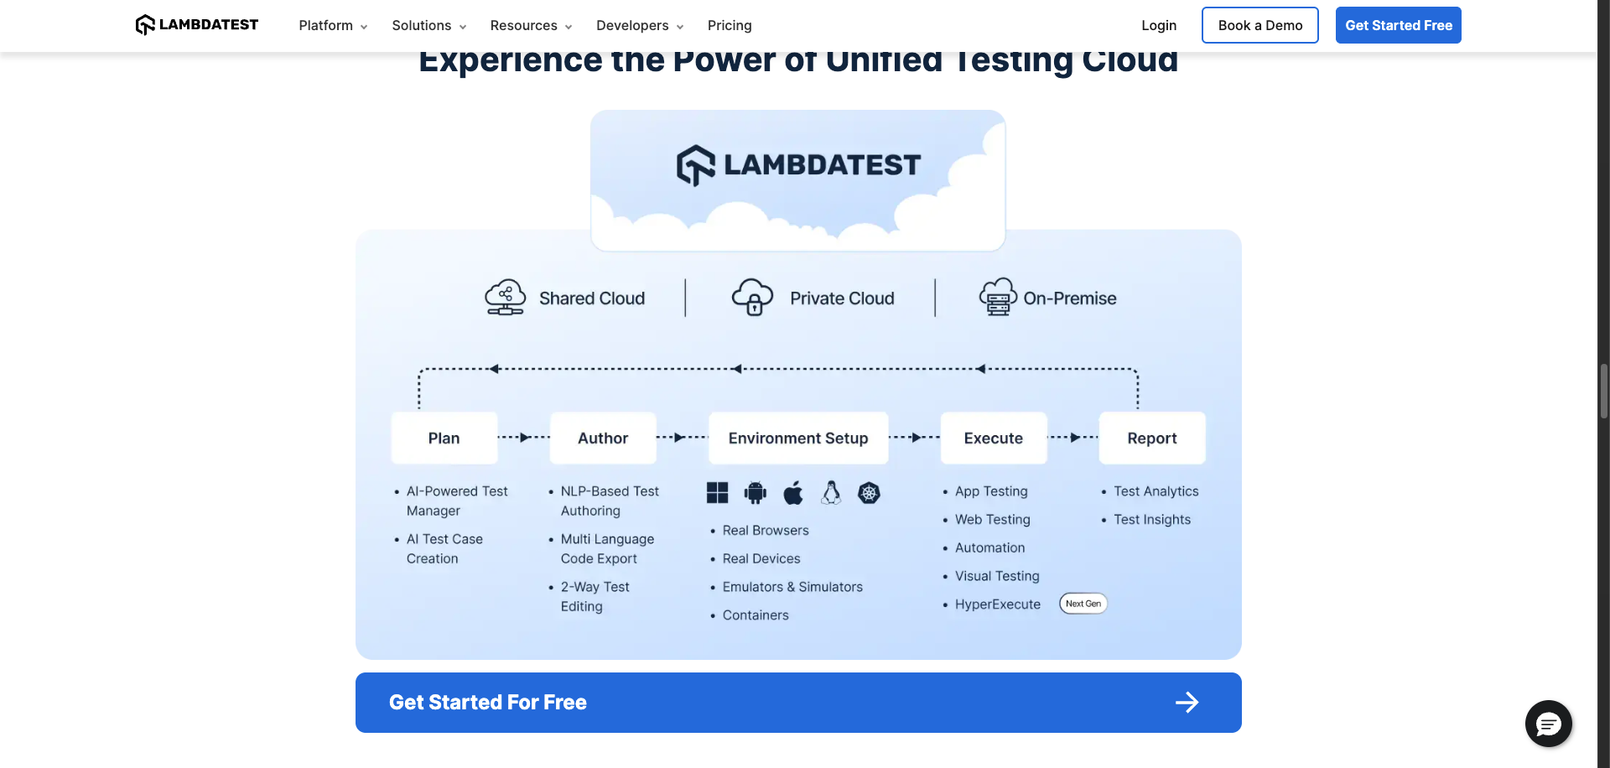 LAMBDATEST
Platform
Solutions
Resources
Developers
Pricing
Login
Book a Demo
Get Started Free
Experience the Power of Unified Testing Cloud
LAMBDATEST
Shared Cloud
Private Cloud
On-Premise
Plan
Author
Environment Setup
Execute
Report
• AI-Powered Test
Manager
• AI Test Case
Creation
• NLP-Based Test
Authoring
• Multi Language
Code Export
• 2-Way Test
Editing
• Real Browsers
• Real Devices
• Emulators & Simulators
• Containers
• App Testing
• Web Testing
• Automation
• Visual Testing
• HyperExecute
Next Gen
• Test Analytics
• Test Insights
Get Started For Free